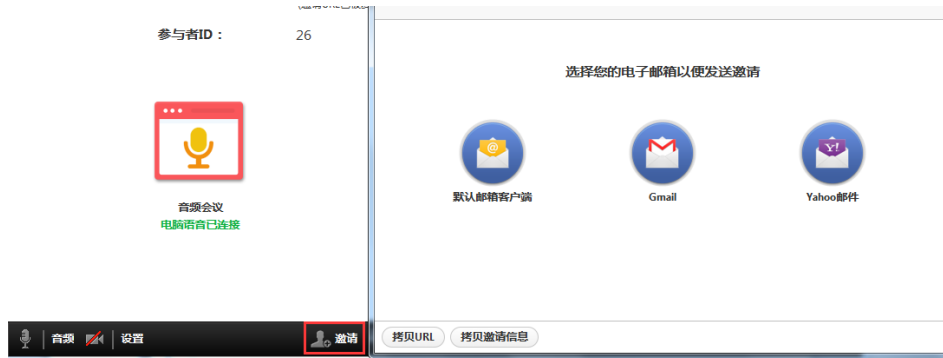 参与者ID： 26
音频会议
电脑语音已连接
音频 设置 邀请
选择您的电子邮箱以便发送邀请
@
Y!
默认邮箱客户端 Gmail Yahoo邮件
拷贝URL 拷贝邀请信息